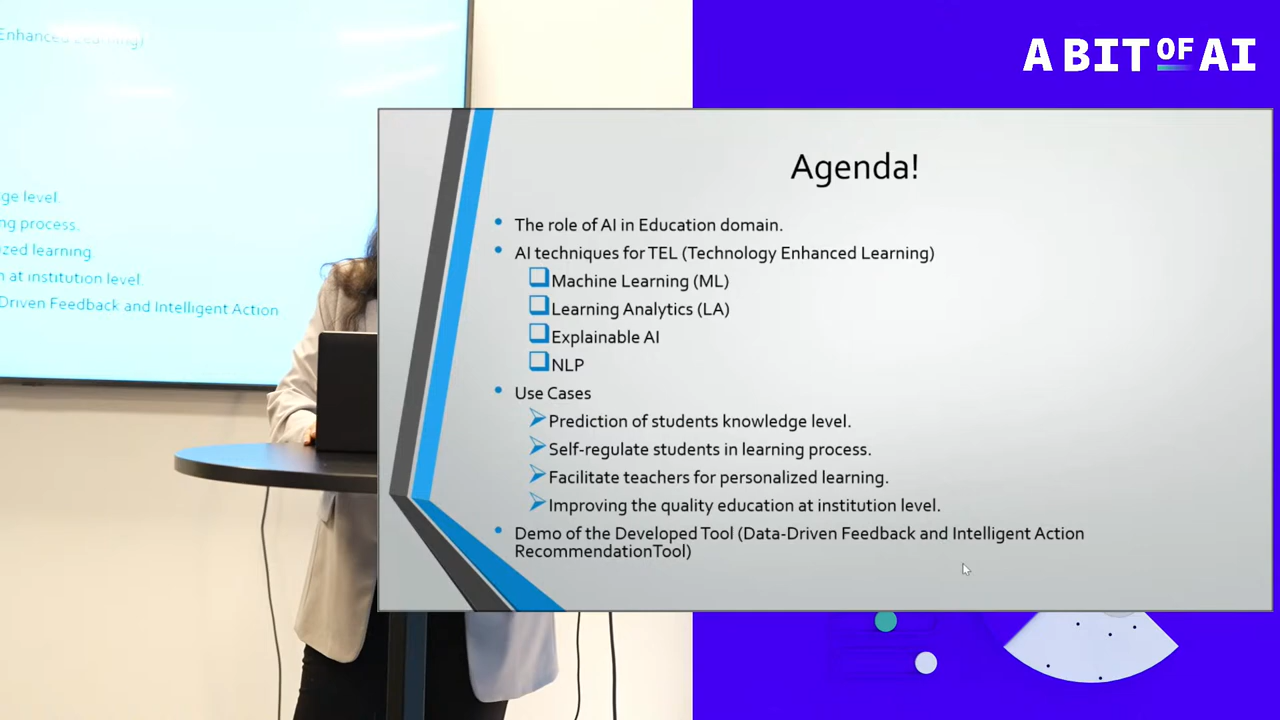 Enhanced Learning)
ge level.
ng process.
ized learning.
n at institution level.
Driven Feedback and Intelligent Action
A BIT OF AI
Agenda!
• The role of AI in Education domain.
• AI techniques for TEL (Technology Enhanced Learning)
Machine Learning (ML)
Learning Analytics (LA)
Explainable AI
NLP
• Use Cases
Prediction of students knowledge level.
Self-regulate students in learning process.
Facilitate teachers for personalized learning.
Improving the quality education at institution level.
• Demo of the Developed Tool (Data-Driven Feedback and Intelligent Action
RecommendationTool)